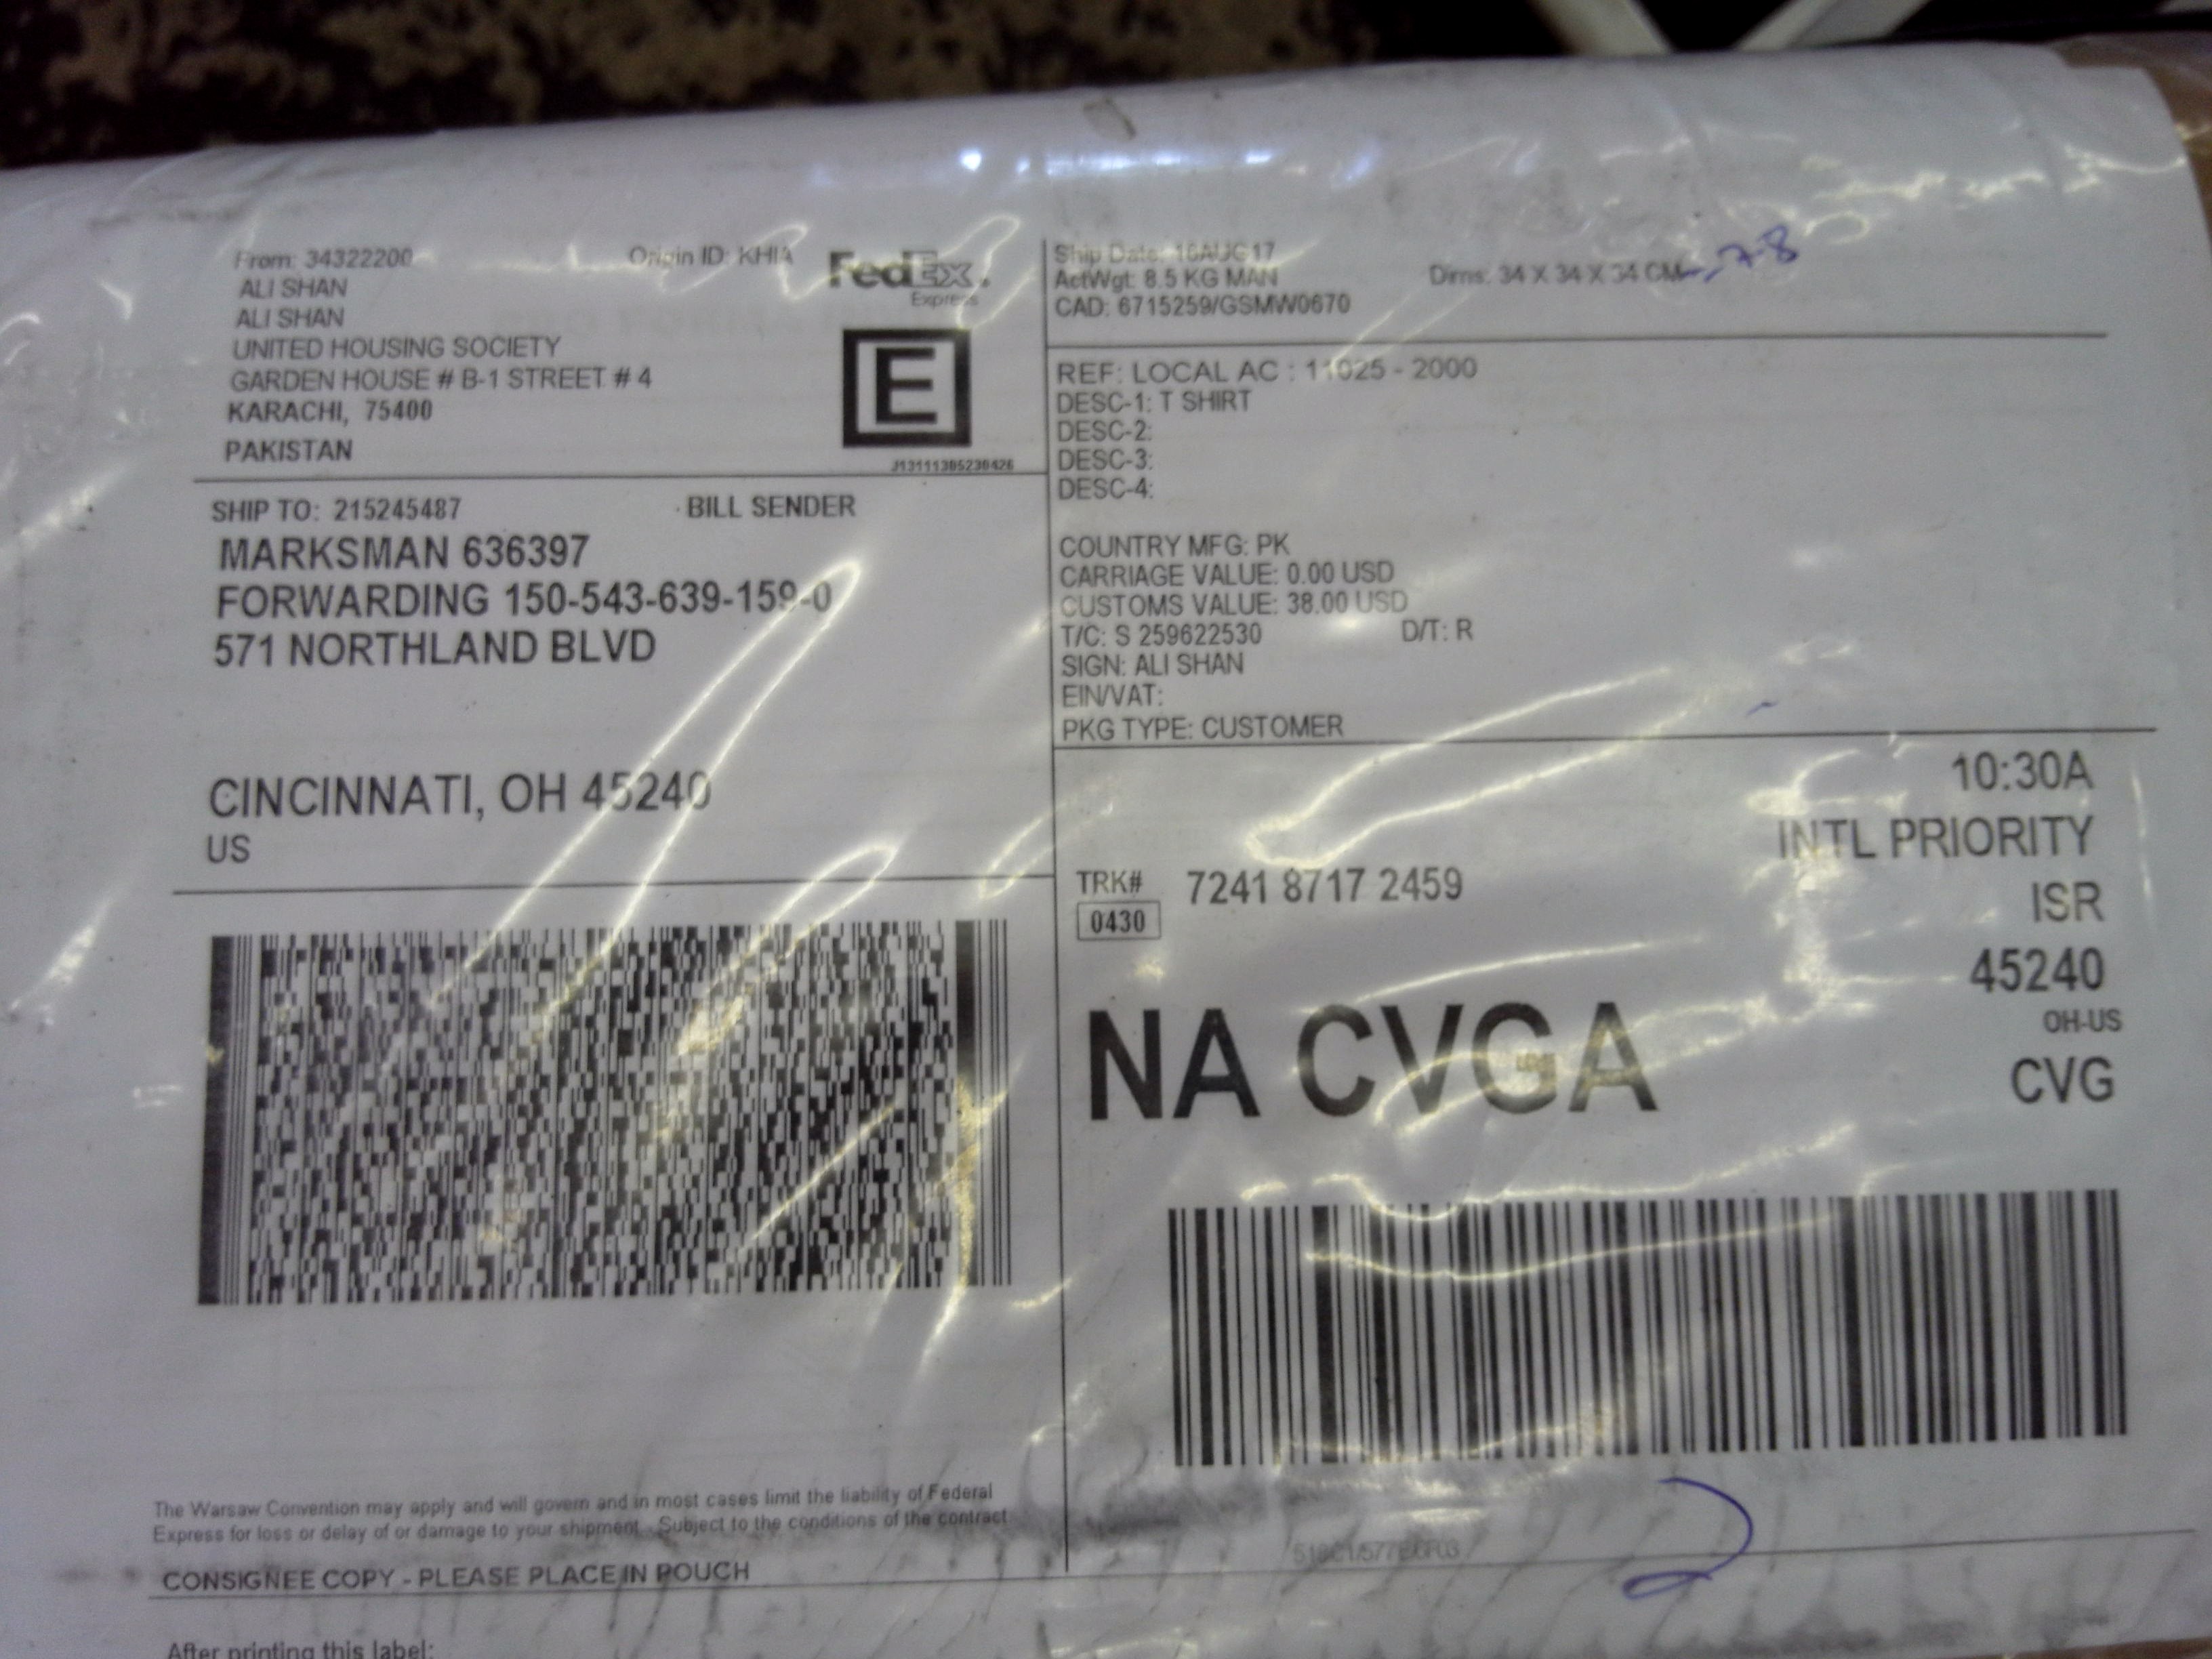 From: 34322200 Origin ID: KHIA
ALI SHAN
ALI SHAN
UNITED HOUSING SOCIETY
GARDEN HOUSE # B-1 STREET # 4
KARACHI, 75400
PAKISTAN
FedEx.
Express
E
J13111305230426
Ship Date: 16AUG17
ActWgt: 8.5 KG MAN
CAD: 6715259/GSMW0670
Dims: 34 X 34 X 34 CM
REF: LOCAL AC : 11025 - 2000
DESC-1: T SHIRT
DESC-2:
DESC-3:
DESC-4:
COUNTRY MFG: PK
CARRIAGE VALUE: 0.00 USD
CUSTOMS VALUE: 38.00 USD
T/C: S 259622530 D/T: R
SIGN: ALI SHAN
EIN/VAT:
PKG TYPE: CUSTOMER
SHIP TO: 215245487 BILL SENDER
MARKSMAN 636397
FORWARDING 150-543-639-159-0
571 NORTHLAND BLVD
CINCINNATI, OH 45240
US
10:30A
INTL PRIORITY
TRK# 7241 8717 2459
0430
ISR
45240
OH-US
NA CVGA
CVG
The Warsaw Convention may apply and will govern and in most cases limit the liability of Federal
Express for loss or delay of or damage to your shipment. Subject to the conditions of the contract
CONSIGNEE COPY - PLEASE PLACE IN POUCH
2
After printing this label: